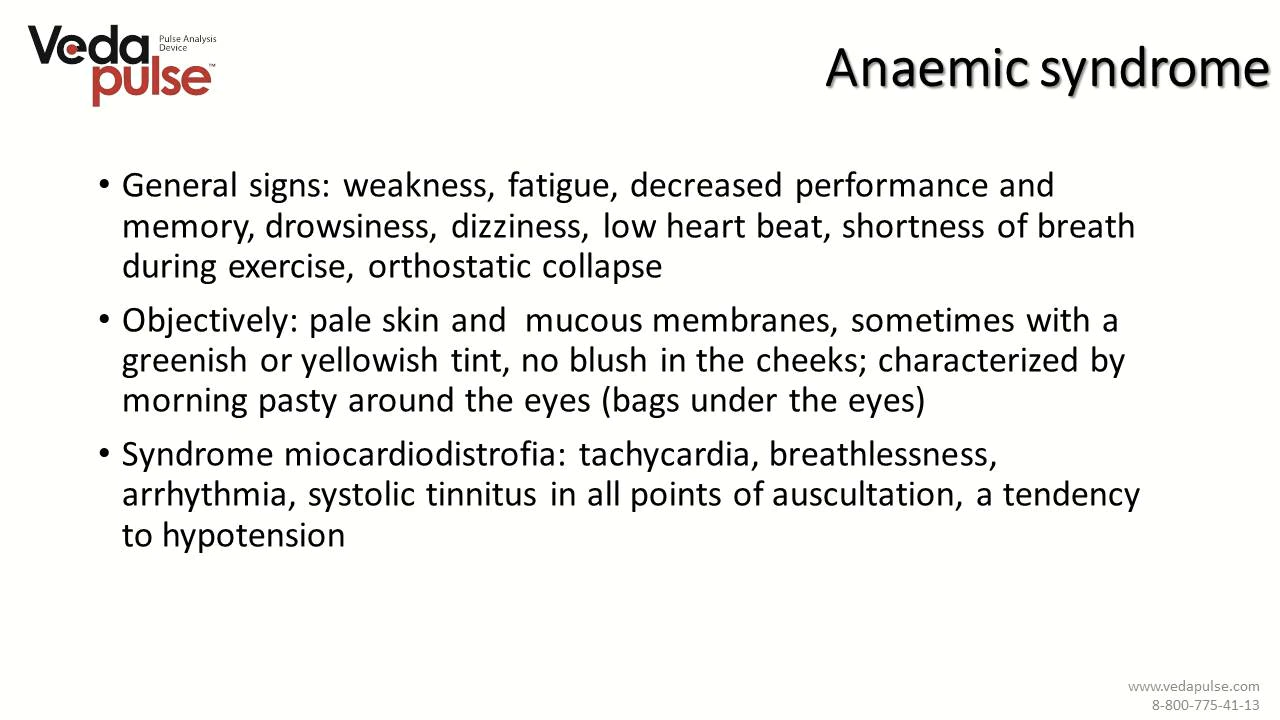 Veda
pulse™
Pulse Analysis
Device
Anaemic syndrome
• General signs: weakness, fatigue, decreased performance and
memory, drowsiness, dizziness, low heart beat, shortness of breath
during exercise, orthostatic collapse
• Objectively: pale skin and mucous membranes, sometimes with a
greenish or yellowish tint, no blush in the cheeks; characterized by
morning pasty around the eyes (bags under the eyes)
• Syndrome miocardiodistrofia: tachycardia, breathlessness,
arrhythmia, systolic tinnitus in all points of auscultation, a tendency
to hypotension
www.vedapulse.com
8-800-775-41-13